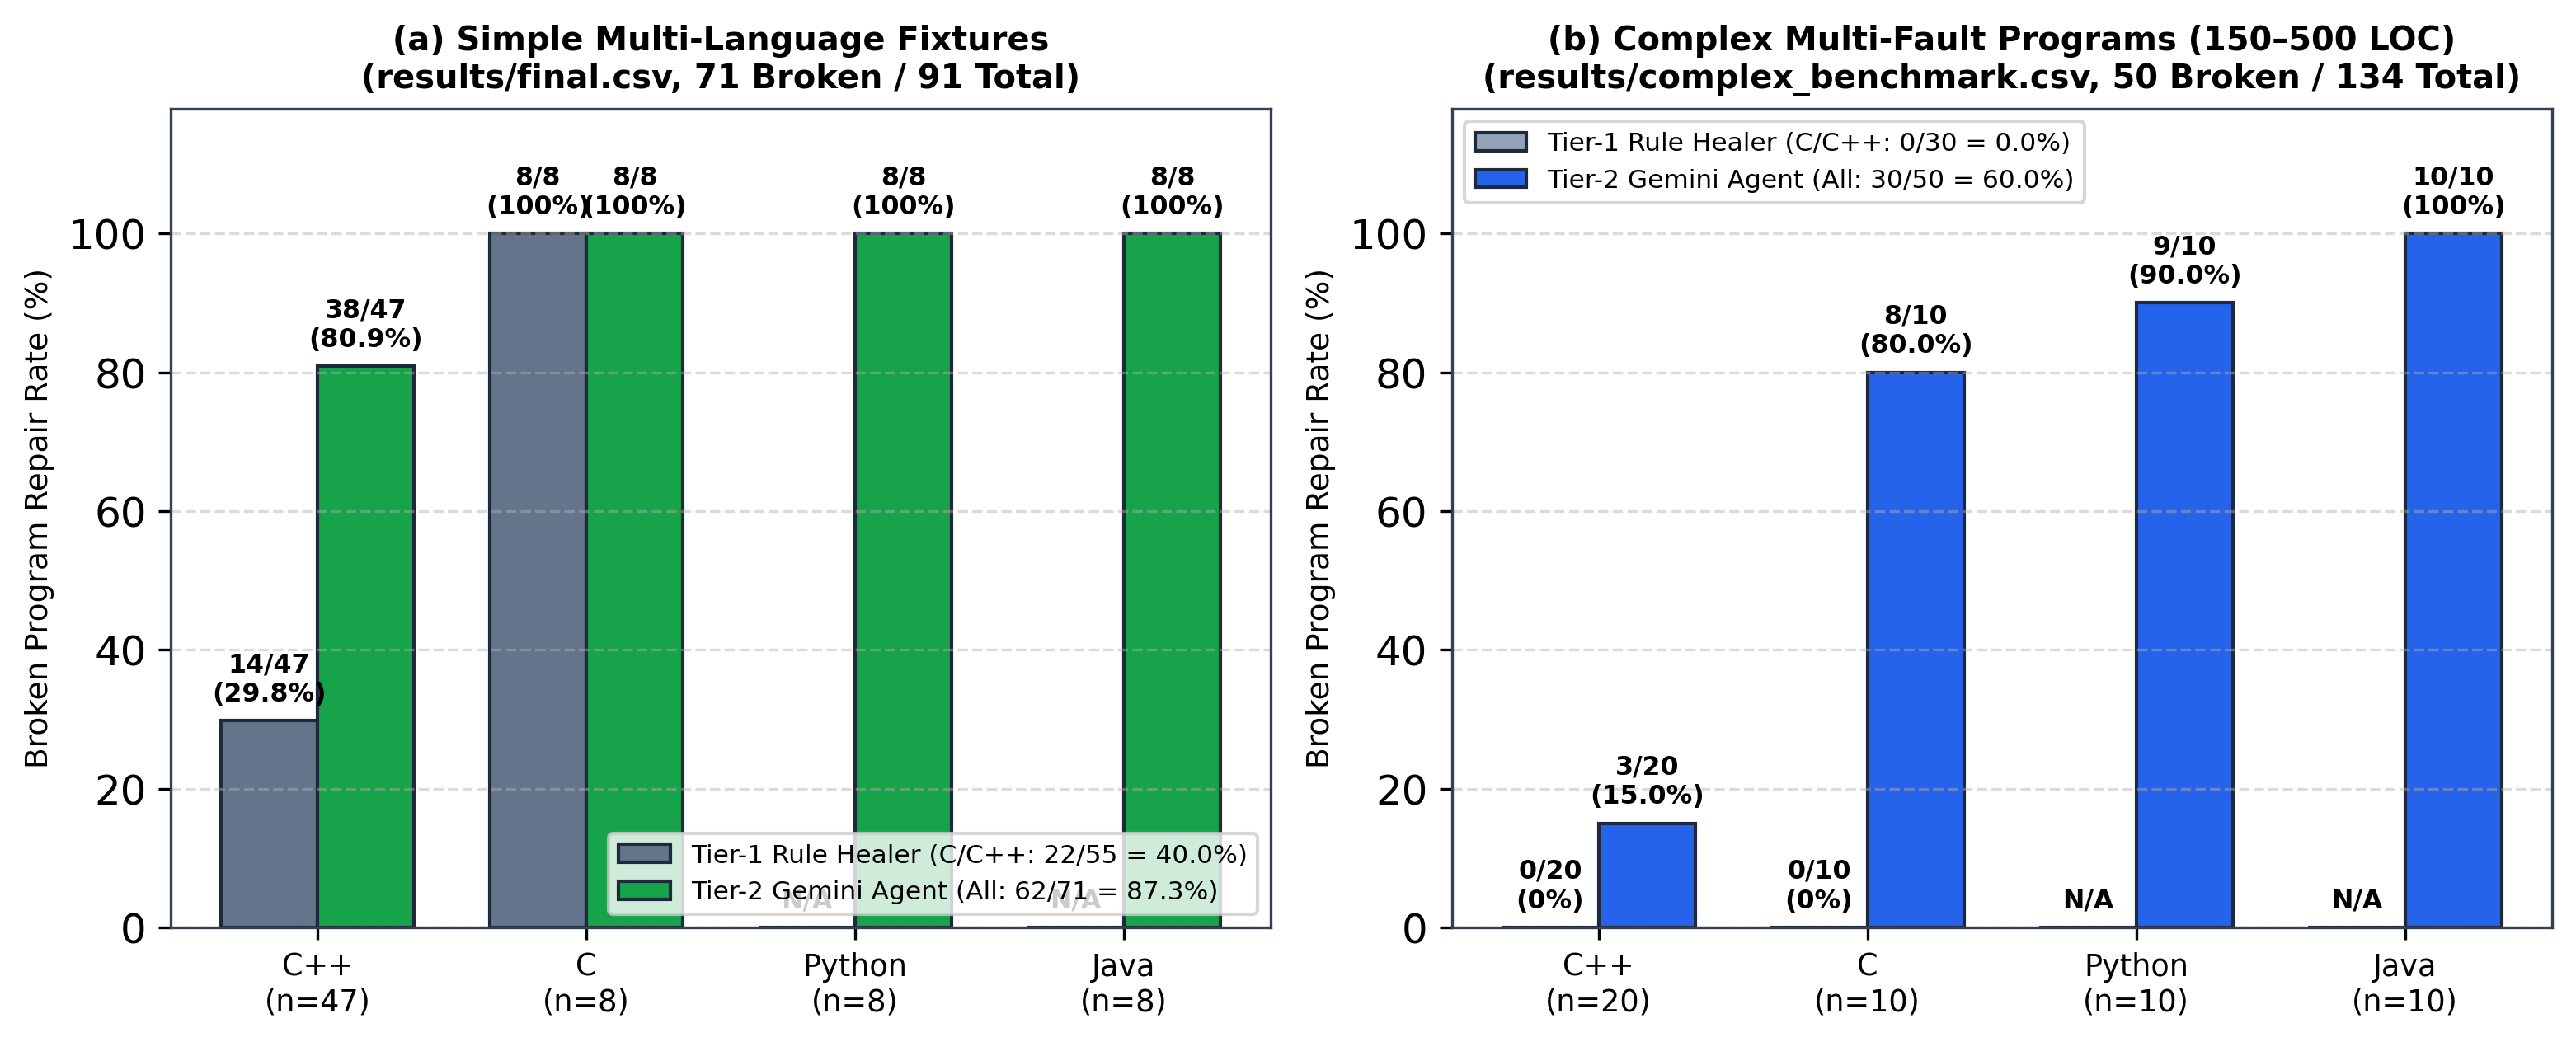 (a) Simple Multi-Language Fixtures
(results/final.csv, 71 Broken / 91 Total)
Broken Program Repair Rate (%)
100
80
60
40
20
0
14/47
(29.8%)
38/47
(80.9%)
8/8
(100%)
8/8
(100%)
N/A
8/8
(100%)
N/A
8/8
(100%)
Tier-1 Rule Healer (C/C++: 22/55 = 40.0%)
Tier-2 Gemini Agent (All: 62/71 = 87.3%)
C++
(n=47)
C
(n=8)
Python
(n=8)
Java
(n=8)
(b) Complex Multi-Fault Programs (150–500 LOC)
(results/complex_benchmark.csv, 50 Broken / 134 Total)
Tier-1 Rule Healer (C/C++: 0/30 = 0.0%)
Tier-2 Gemini Agent (All: 30/50 = 60.0%)
Broken Program Repair Rate (%)
100
80
60
40
20
0
0/20
(0%)
3/20
(15.0%)
0/10
(0%)
8/10
(80.0%)
N/A
9/10
(90.0%)
N/A
10/10
(100%)
C++
(n=20)
C
(n=10)
Python
(n=10)
Java
(n=10)